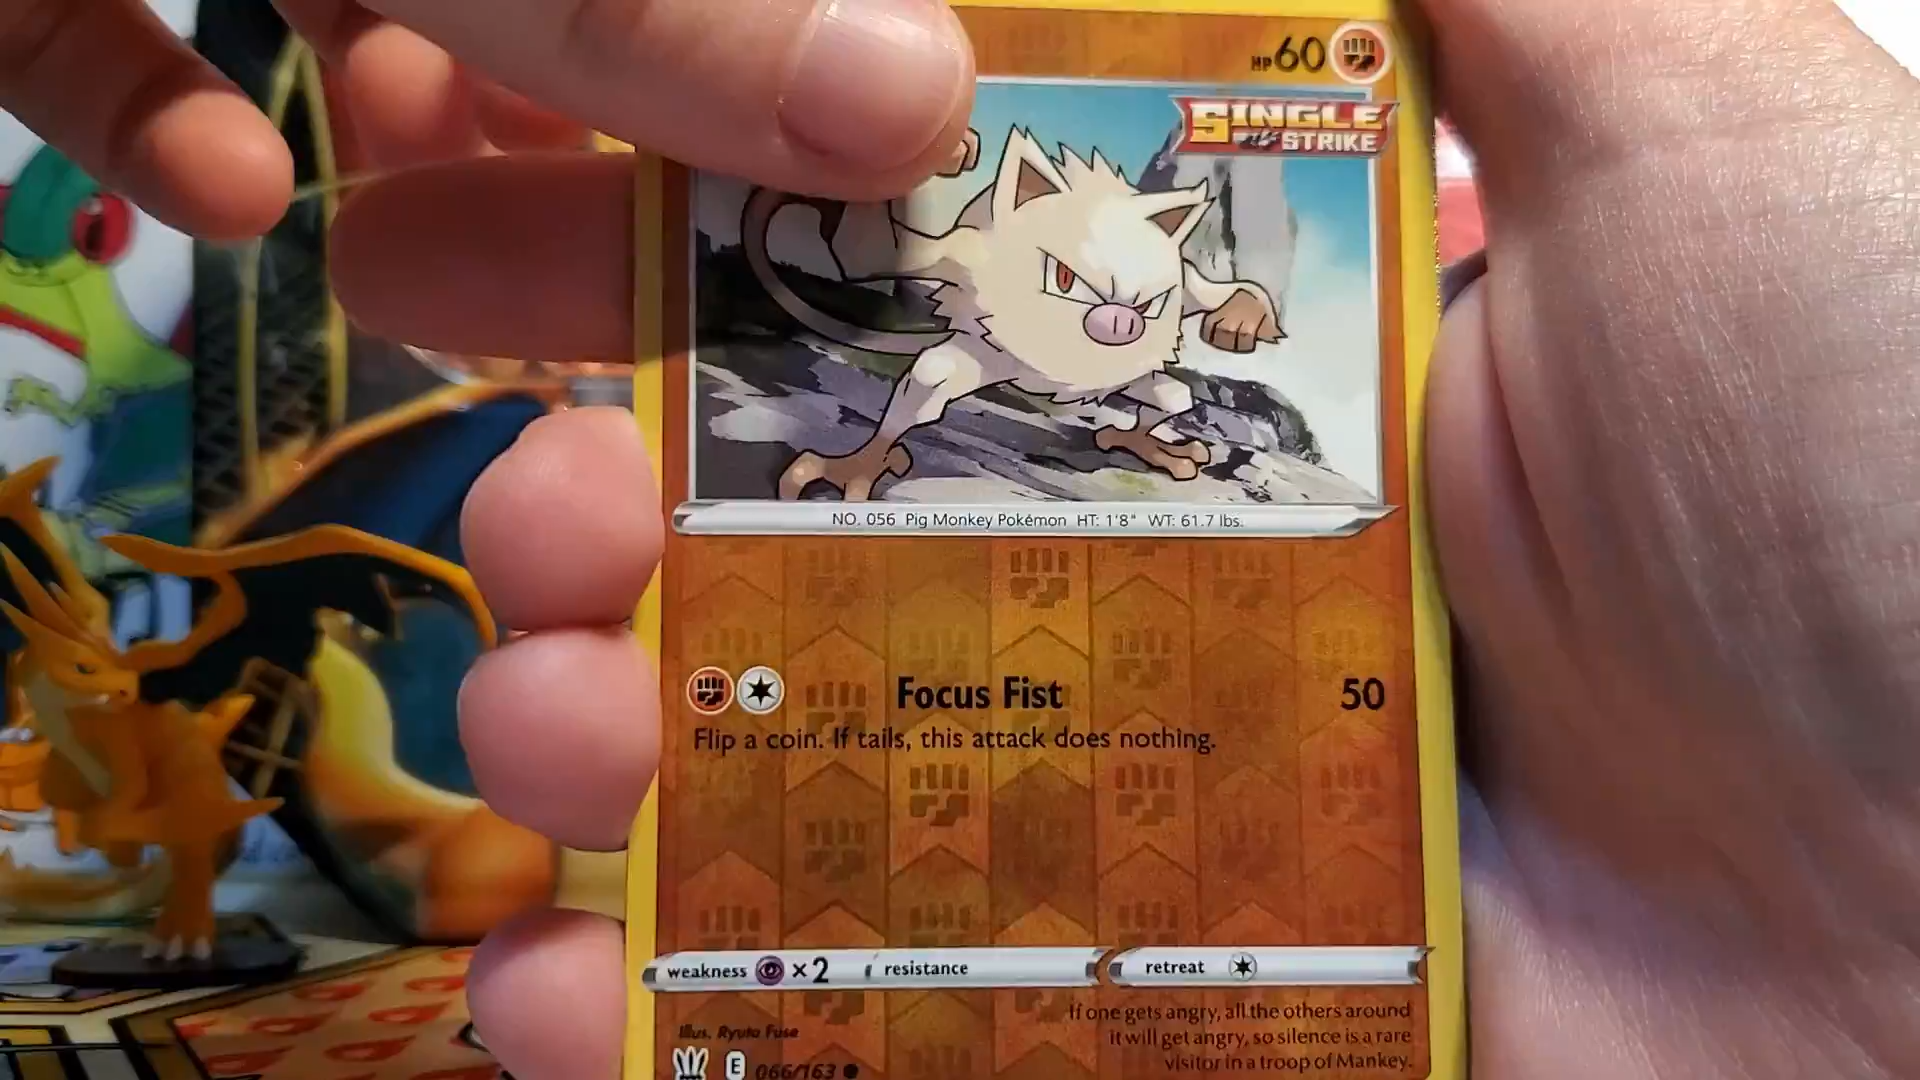 HP60
SINGLE
STRIKE
NO. 056 Pig Monkey Pokémon HT: 1'8" WT: 61.7 lbs.
Focus Fist 50
Flip a coin. If tails, this attack does nothing.
weakness ×2 resistance retreat
If one gets angry, all the others around
it will get angry, so silence is a rare
visitor in a troop of Mankey.
Illus. Ryuta Fuse
E 066/163